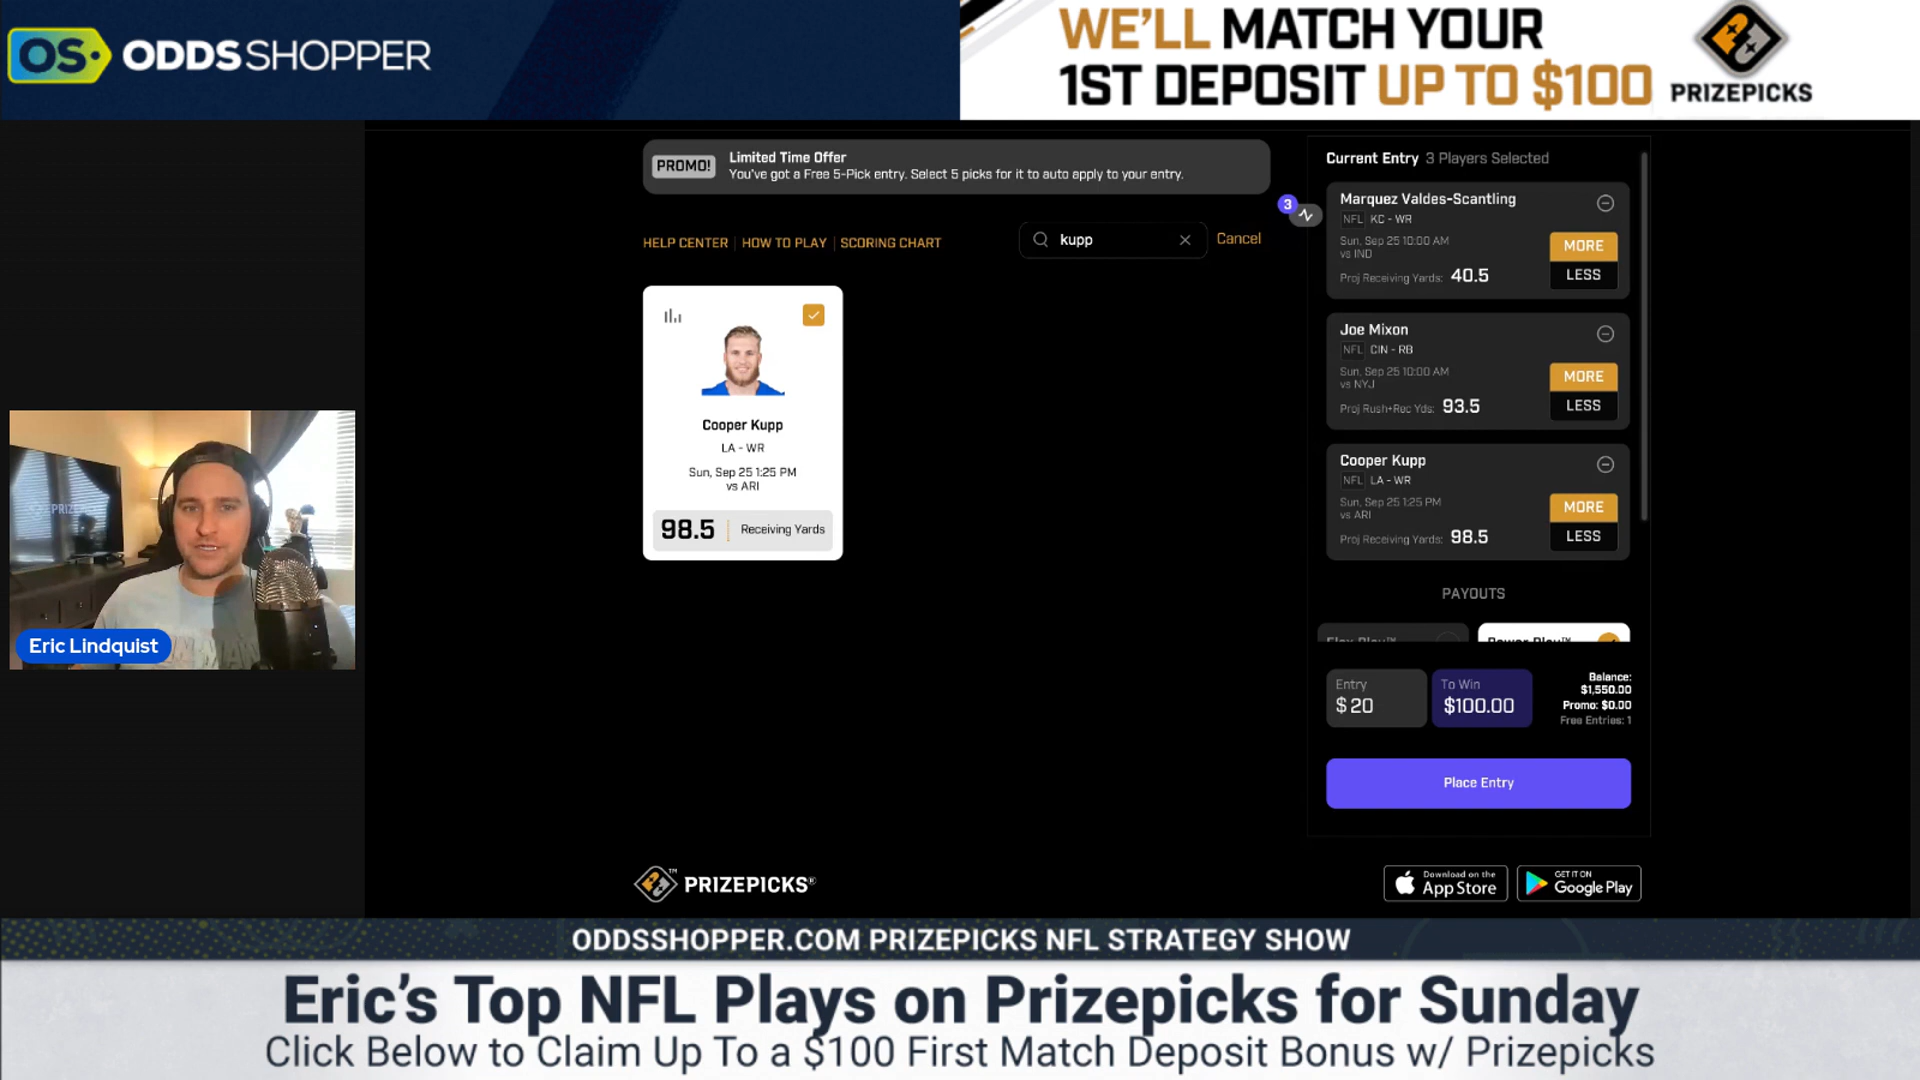 OS
ODDSSHOPPER
WE'LL MATCH YOUR
1ST DEPOSIT UP TO $100
PRIZEPICKS
PROMO!
Limited Time Offer
You've got a Free 5-Pick entry. Select 5 picks for it to auto apply to your entry.
HELP CENTER | HOW TO PLAY | SCORING CHART
kupp
Cancel
Cooper Kupp
LA - WR
Sun, Sep 25 1:25 PM
vs ARI
98.5 | Receiving Yards
3
Current Entry 3 Players Selected
Marquez Valdes-Scantling
NFL KC - WR
Sun, Sep 25 10:00 AM
vs IND
Proj Receiving Yards: 40.5
MORE
LESS
Joe Mixon
NFL CIN - RB
Sun, Sep 25 10:00 AM
vs NYJ
Proj Rush+Rec Yds: 93.5
MORE
LESS
Cooper Kupp
NFL LA - WR
Sun, Sep 25 1:25 PM
vs ARI
Proj Receiving Yards: 98.5
MORE
LESS
PAYOUTS
Flex Play™
Power Play™
Entry
$ 20
To Win
$100.00
Balance:
$1,550.00
Promo: $0.00
Free Entries: 1
Place Entry
Eric Lindquist
PRIZEPICKS®
Download on the
App Store
GET IT ON
Google Play
ODDSSHOPPER.COM PRIZEPICKS NFL STRATEGY SHOW
Eric's Top NFL Plays on Prizepicks for Sunday
Click Below to Claim Up To a $100 First Match Deposit Bonus w/ Prizepicks